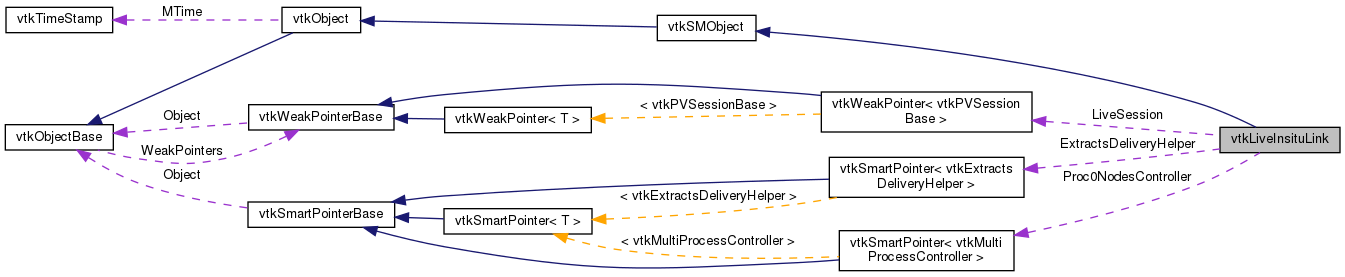 vtkTimeStamp
MTime
vtkObject
vtkSMObject
vtkObjectBase
Object
WeakPointers
Object
vtkWeakPointerBase
vtkWeakPointer< T >
< vtkPVSessionBase >
vtkWeakPointer< vtkPVSession
Base >
LiveSession
ExtractsDeliveryHelper
Proc0NodesController
vtkLiveInsituLink
vtkSmartPointer< vtkExtracts
DeliveryHelper >
< vtkExtractsDeliveryHelper >
vtkSmartPointerBase
vtkSmartPointer< T >
< vtkMultiProcessController >
vtkSmartPointer< vtkMulti
ProcessController >